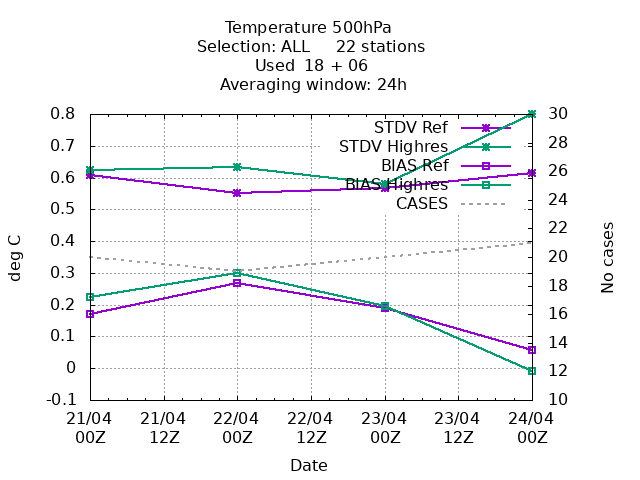 Temperature 500hPa
Selection: ALL     22 stations
Used  18 + 06
Averaging window: 24h
STDV Ref
STDV Highres
BIAS Ref
BIAS Highres
CASES
0.8
0.7
0.6
0.5
0.4
0.3
0.2
0.1
0
-0.1
deg C
30
28
26
24
22
20
18
16
14
12
10
No cases
21/04 21/04 22/04 22/04 23/04 23/04 24/04
00Z 12Z 00Z 12Z 00Z 12Z 00Z
Date